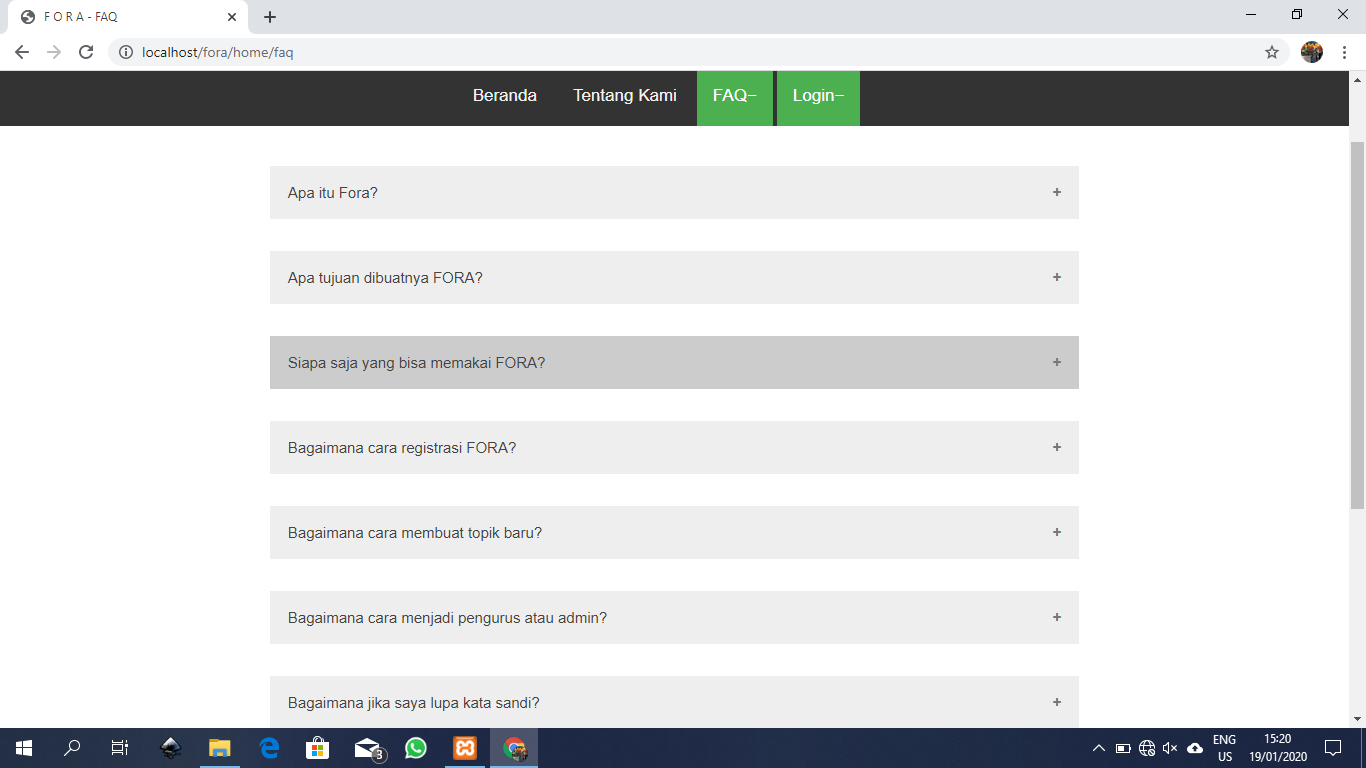 F O R A - FAQ
localhost/fora/home/faq
Beranda Tentang Kami FAQ− Login−
Apa itu Fora? +
Apa tujuan dibuatnya FORA? +
Siapa saja yang bisa memakai FORA? +
Bagaimana cara registrasi FORA? +
Bagaimana cara membuat topik baru? +
Bagaimana cara menjadi pengurus atau admin? +
Bagaimana jika saya lupa kata sandi? +
3
ENG 15:20
US 19/01/2020